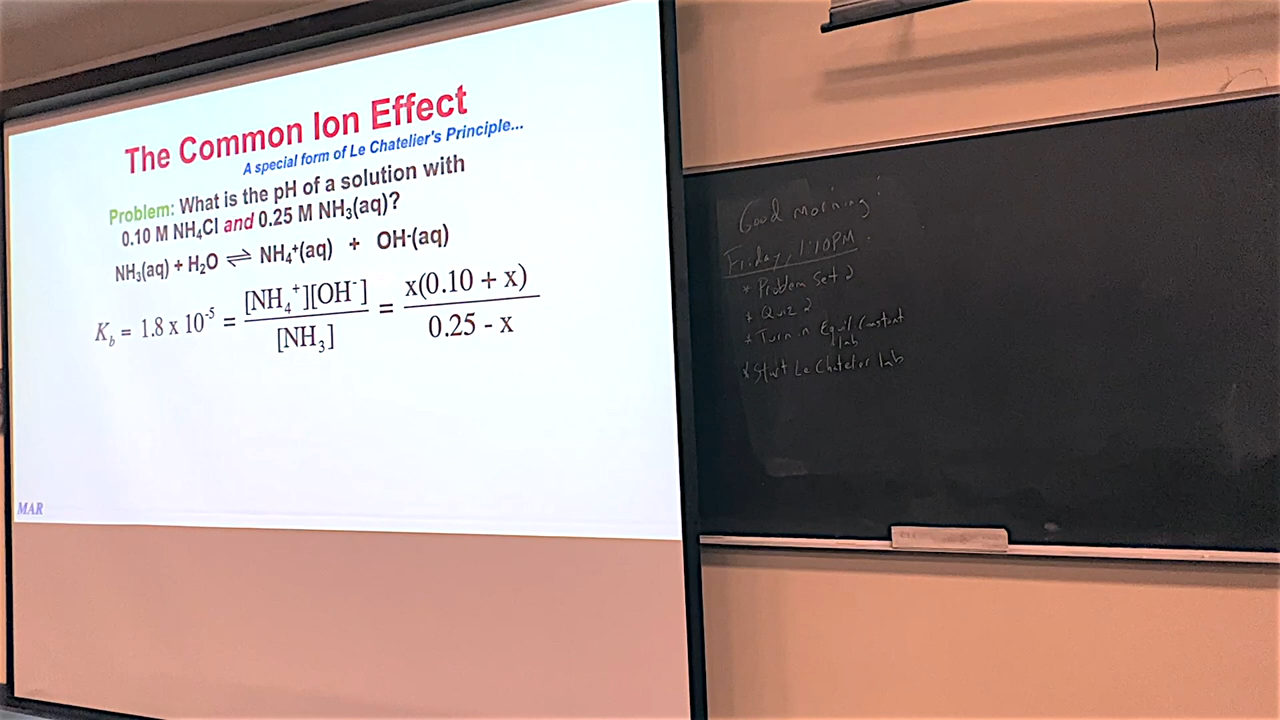 The Common Ion Effect
A special form of Le Chatelier's Principle...
Problem: What is the pH of a solution with
0.10 M NH₄Cl and 0.25 M NH₃(aq)?
NH₃(aq) + H₂O ⇌ NH₄⁺(aq) + OH⁻(aq)
K_b = 1.8 x 10⁻⁵ = [NH₄⁺][OH⁻] / [NH₃] = x(0.10 + x) / 0.25 - x
MAR
Good morning!
Friday, 1:10PM
* Problem Set 2
* Quiz 2
* Turn in Equil Constant
lab
* Start Le Chatelier lab